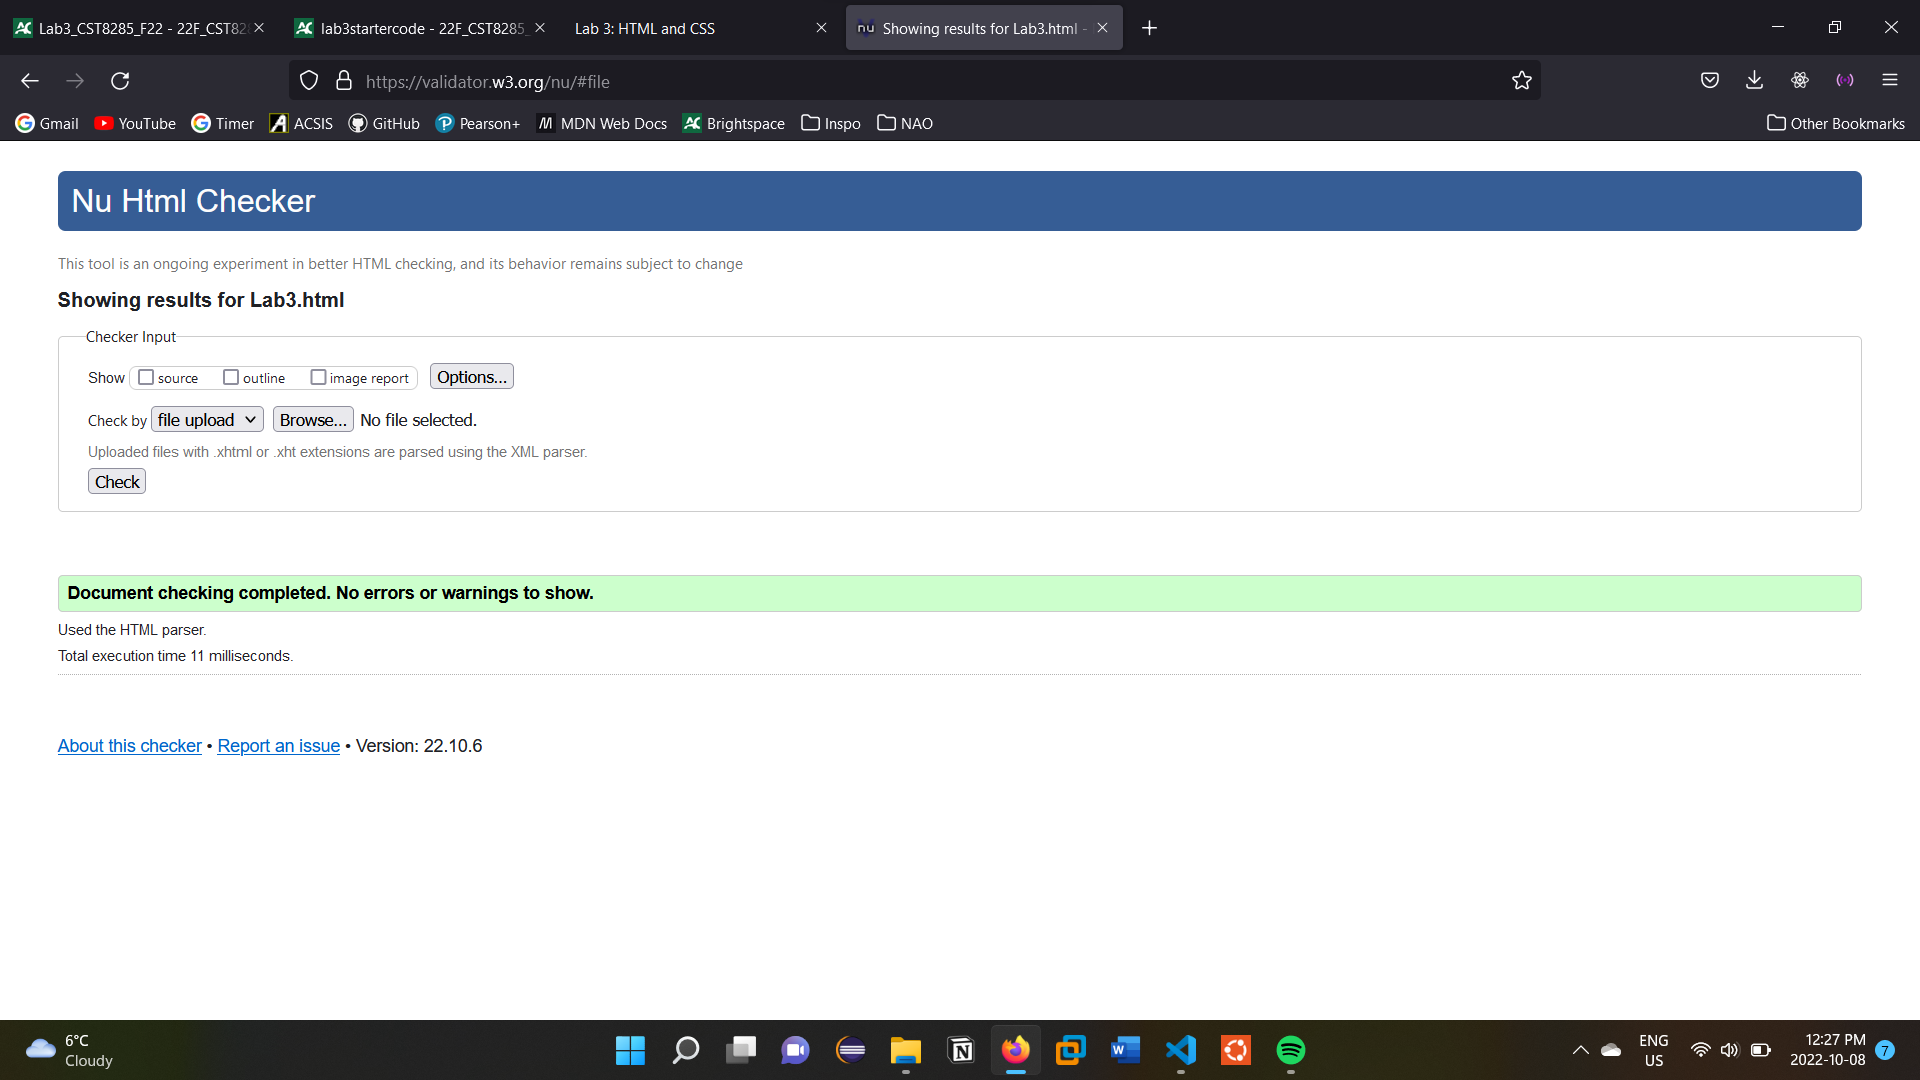 Lab3_CST8285_F22 - 22F_CST82
lab3startercode - 22F_CST8285_
Lab 3: HTML and CSS
nu Showing results for Lab3.html -
https://validator.w3.org/nu/#file
Gmail YouTube Timer ACSIS GitHub Pearson+ MDN Web Docs Brightspace Inspo NAO Other Bookmarks
Nu Html Checker
This tool is an ongoing experiment in better HTML checking, and its behavior remains subject to change
Showing results for Lab3.html
Checker Input
Show source outline image report Options...
Check by file upload Browse... No file selected.
Uploaded files with .xhtml or .xht extensions are parsed using the XML parser.
Check
Document checking completed. No errors or warnings to show.
Used the HTML parser.
Total execution time 11 milliseconds.
About this checker • Report an issue • Version: 22.10.6
6°C
Cloudy
ENG
US
12:27 PM
2022-10-08
7